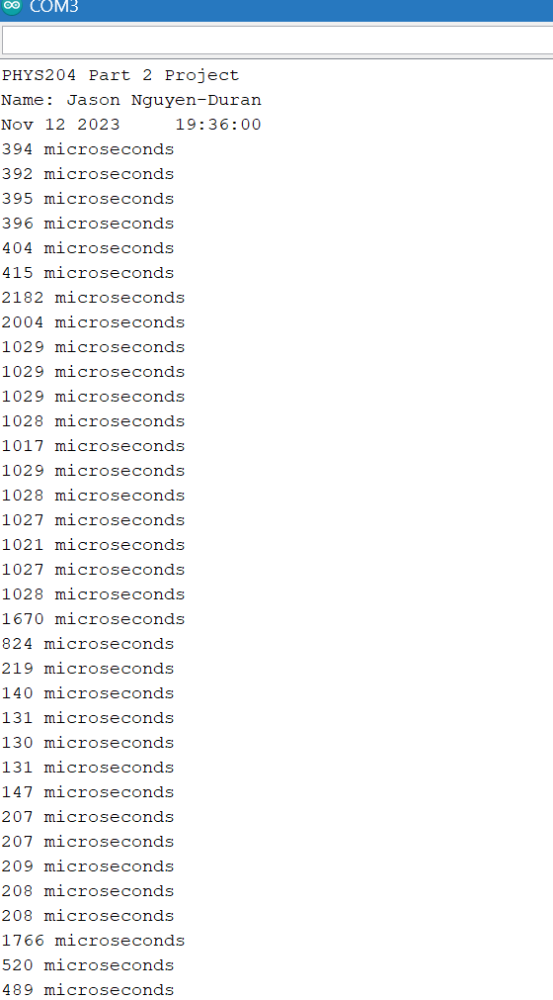 COM3
PHYS204 Part 2 Project
Name: Jason Nguyen-Duran
Nov 12 2023     19:36:00
394 microseconds
392 microseconds
395 microseconds
396 microseconds
404 microseconds
415 microseconds
2182 microseconds
2004 microseconds
1029 microseconds
1029 microseconds
1029 microseconds
1028 microseconds
1017 microseconds
1029 microseconds
1028 microseconds
1027 microseconds
1021 microseconds
1027 microseconds
1028 microseconds
1670 microseconds
824 microseconds
219 microseconds
140 microseconds
131 microseconds
130 microseconds
131 microseconds
147 microseconds
207 microseconds
207 microseconds
209 microseconds
208 microseconds
208 microseconds
1766 microseconds
520 microseconds
489 microseconds